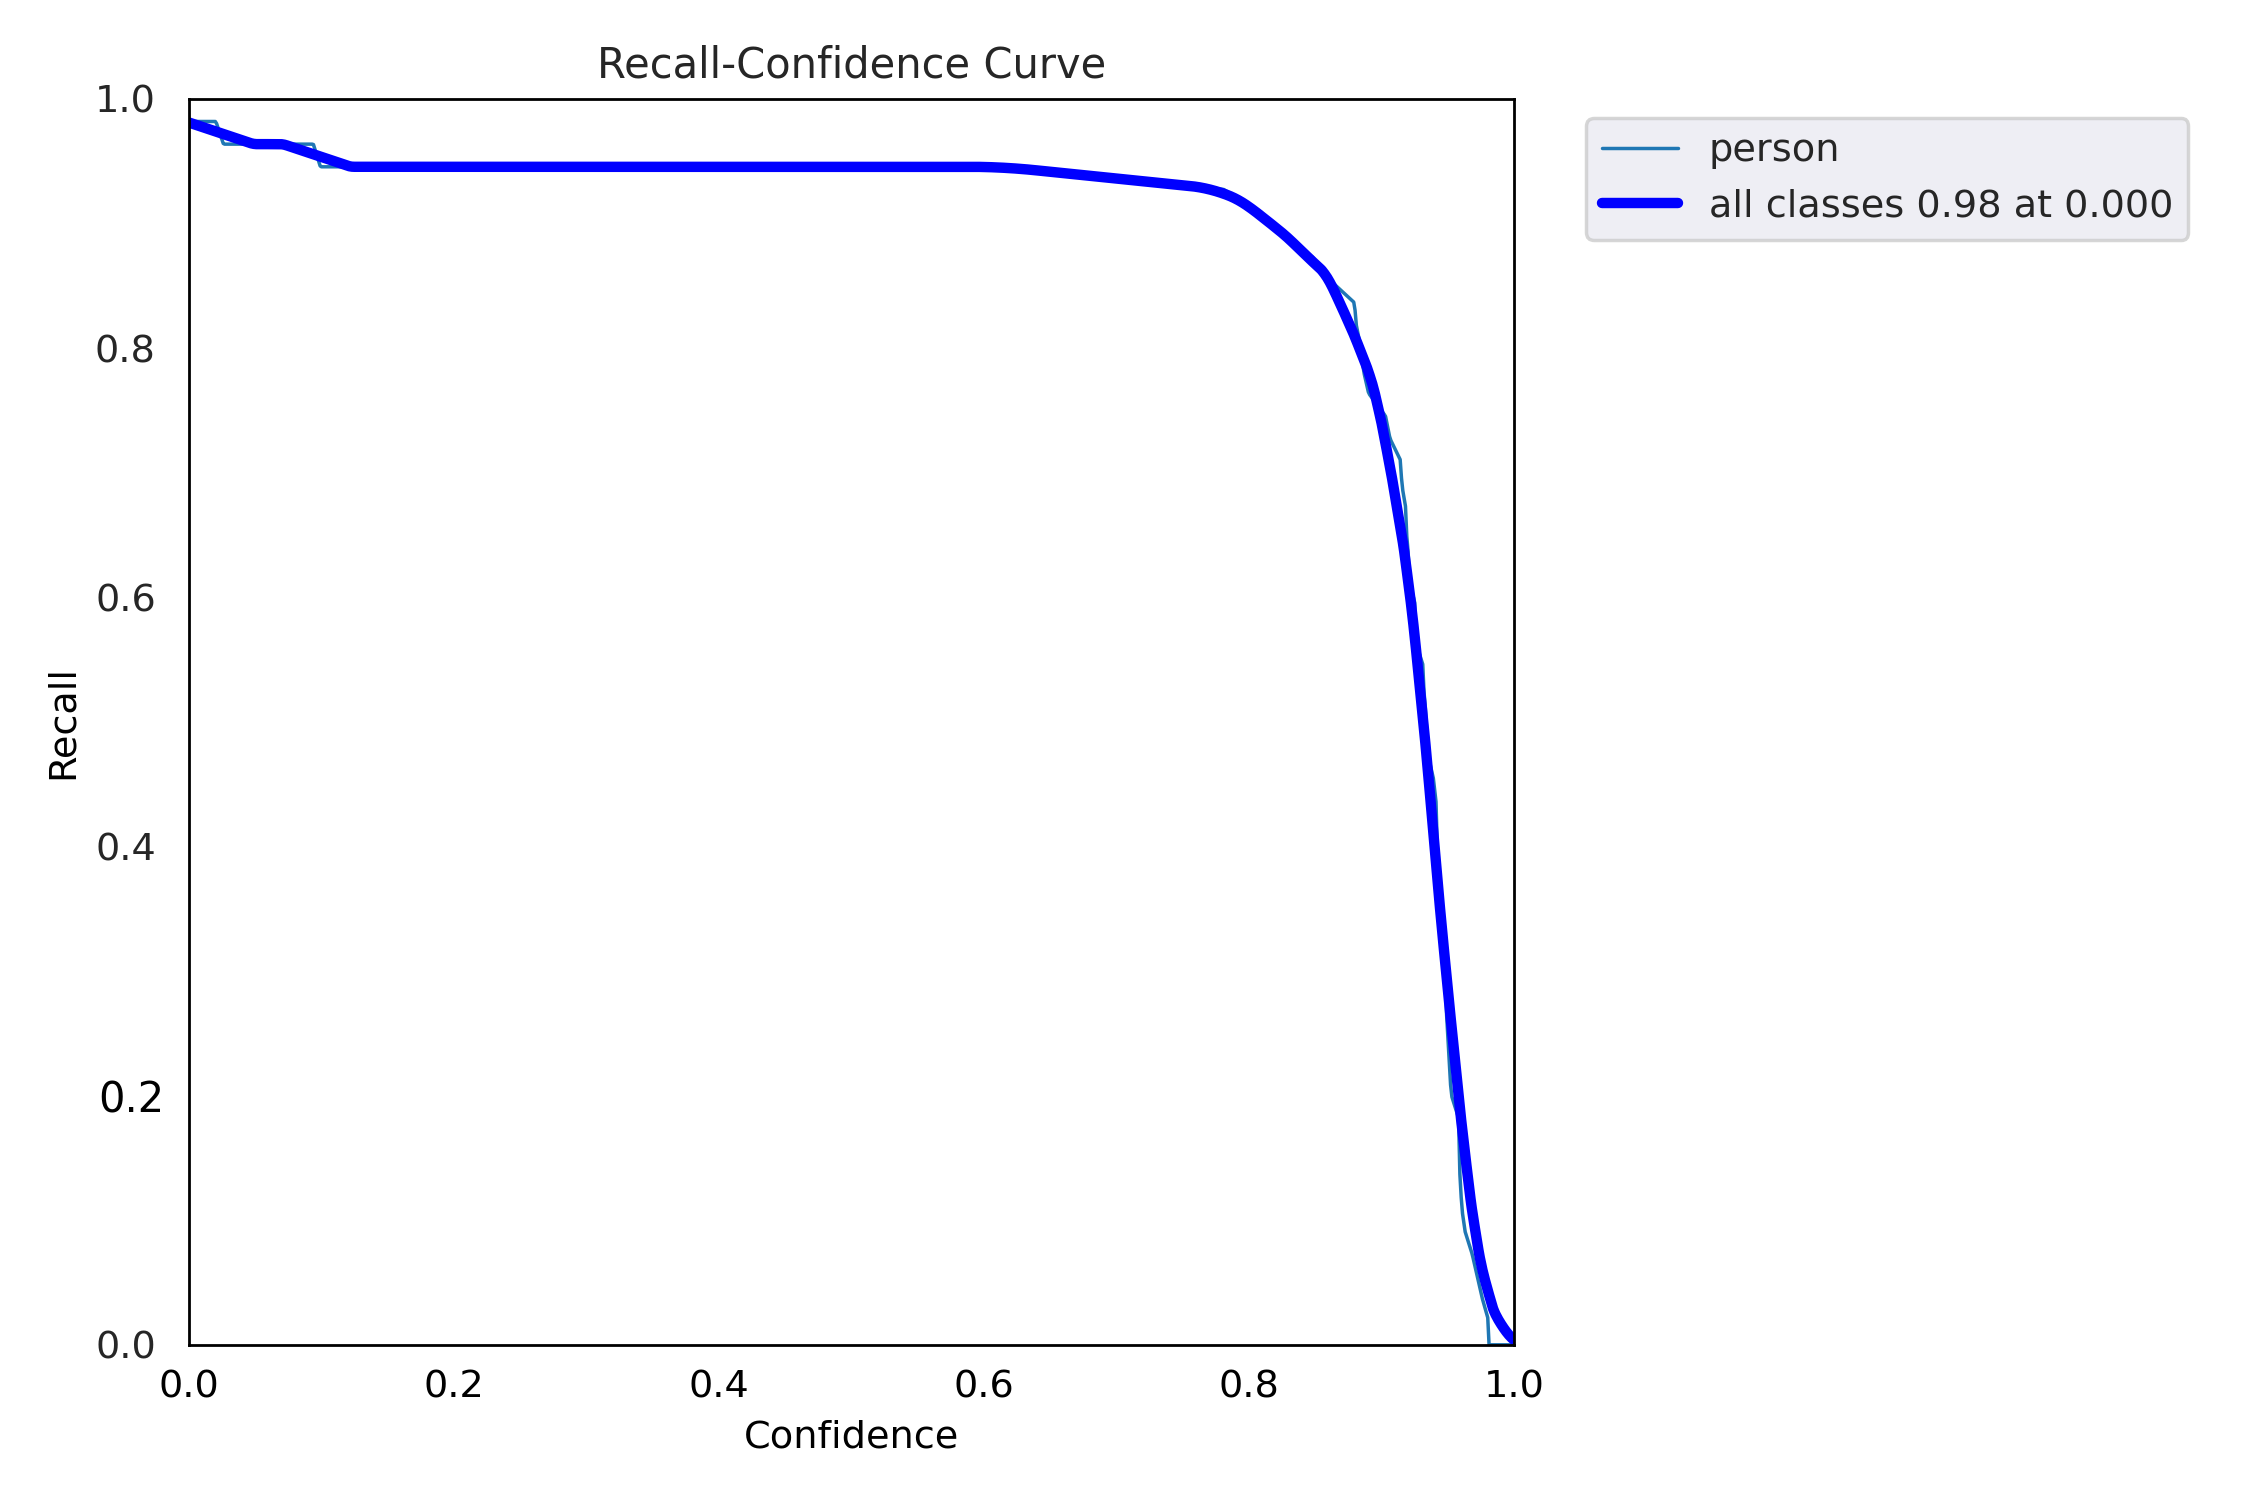 Recall-Confidence Curve
1.0
0.8
0.6
0.4
0.2
0.0
Recall
0.0 0.2 0.4 0.6 0.8 1.0
Confidence
person
all classes 0.98 at 0.000